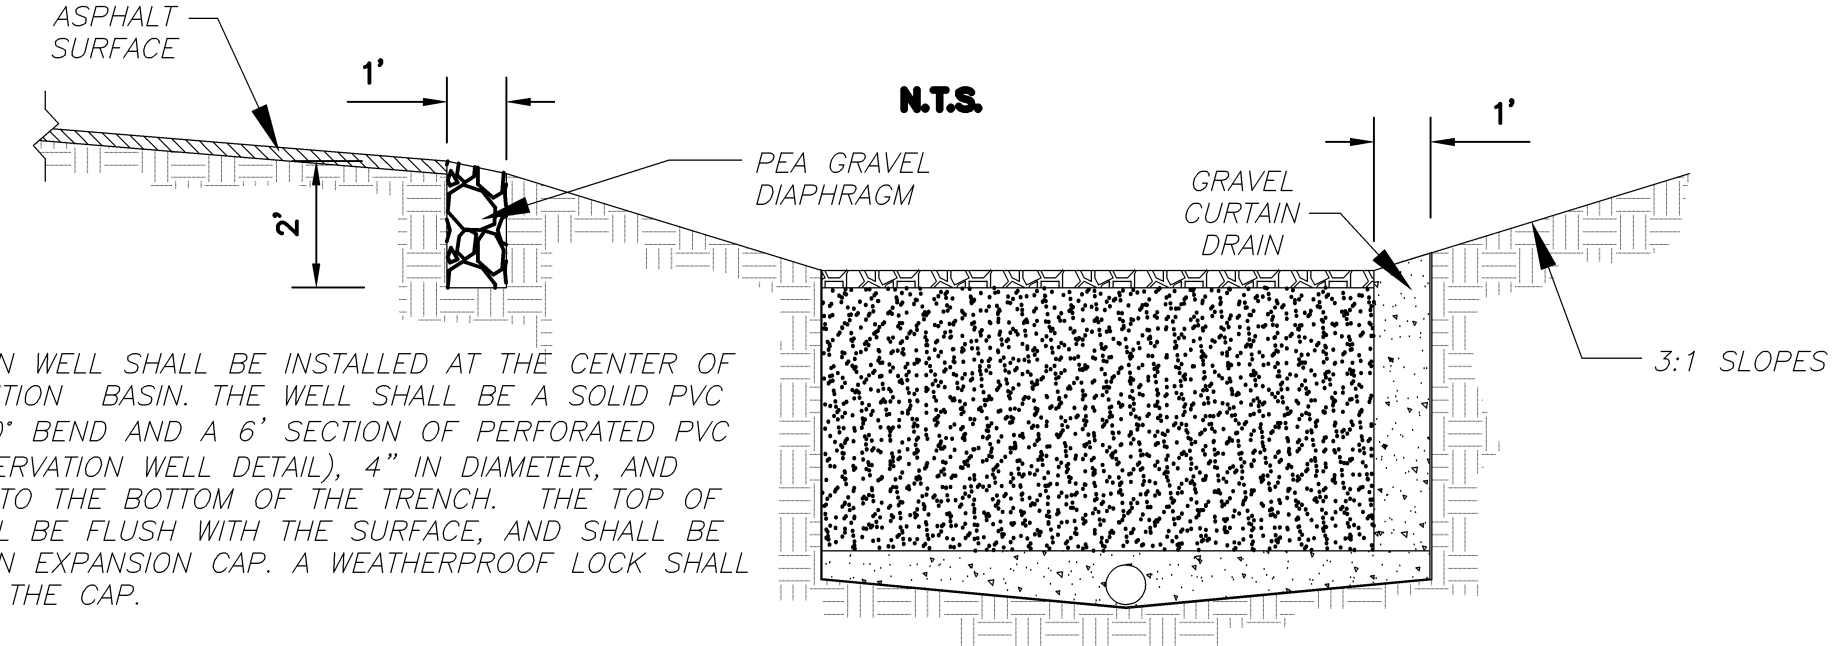 ASPHALT
SURFACE
1'
N.T.S.
1'
PEA GRAVEL
DIAPHRAGM
GRAVEL
CURTAIN
DRAIN
2'
3:1 SLOPES
N WELL SHALL BE INSTALLED AT THE CENTER OF
TION BASIN. THE WELL SHALL BE A SOLID PVC
0° BEND AND A 6' SECTION OF PERFORATED PVC
ERVATION WELL DETAIL), 4" IN DIAMETER, AND
TO THE BOTTOM OF THE TRENCH. THE TOP OF
L BE FLUSH WITH THE SURFACE, AND SHALL BE
N EXPANSION CAP. A WEATHERPROOF LOCK SHALL
THE CAP.